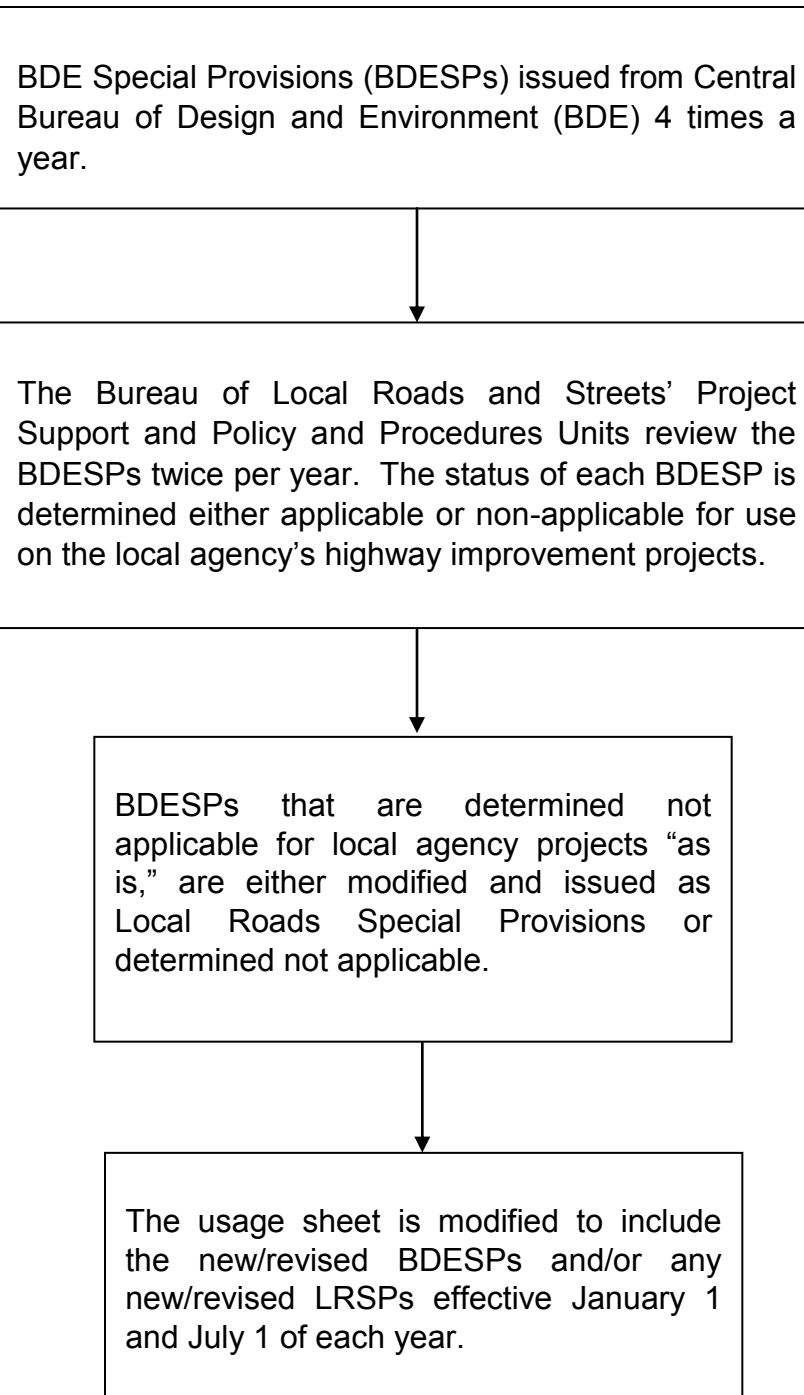 BDE Special Provisions (BDESPs) issued from Central
Bureau of Design and Environment (BDE) 4 times a
year.
The Bureau of Local Roads and Streets’ Project
Support and Policy and Procedures Units review the
BDESPs twice per year.  The status of each BDESP is
determined either applicable or non-applicable for use
on the local agency’s highway improvement projects.
BDESPs that are determined not
applicable for local agency projects “as
is,” are either modified and issued as
Local Roads Special Provisions or
determined not applicable.
The usage sheet is modified to include
the new/revised BDESPs and/or any
new/revised LRSPs effective January 1
and July 1 of each year.